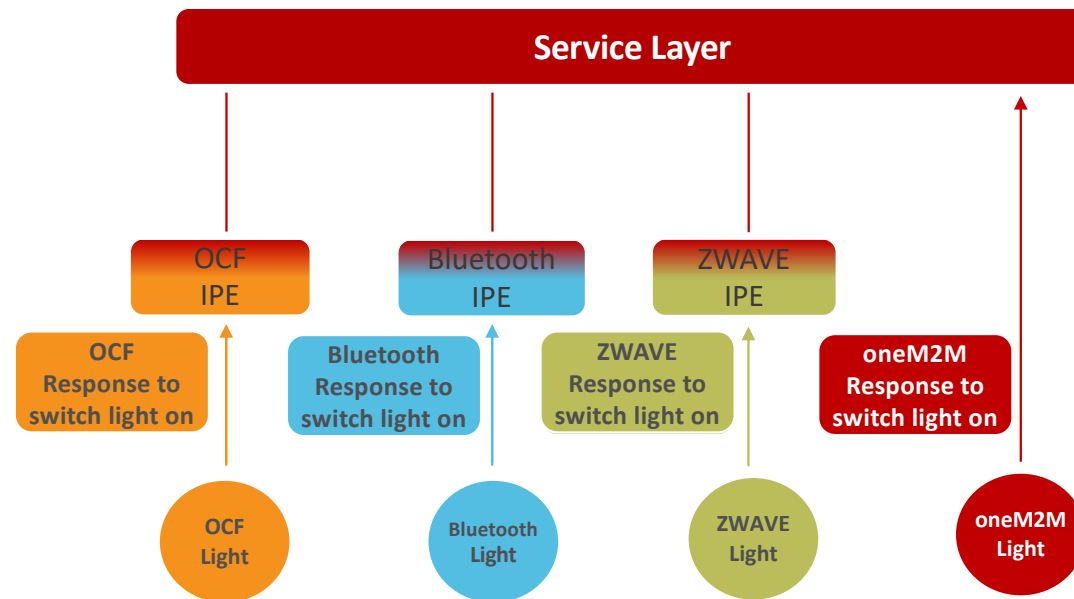 Service Layer
OCF
IPE
Bluetooth
IPE
ZWAVE
IPE
OCF
Response to
switch light on
Bluetooth
Response to
switch light on
ZWAVE
Response to
switch light on
oneM2M
Response to
switch light on
OCF
Light
Bluetooth
Light
ZWAVE
Light
oneM2M
Light